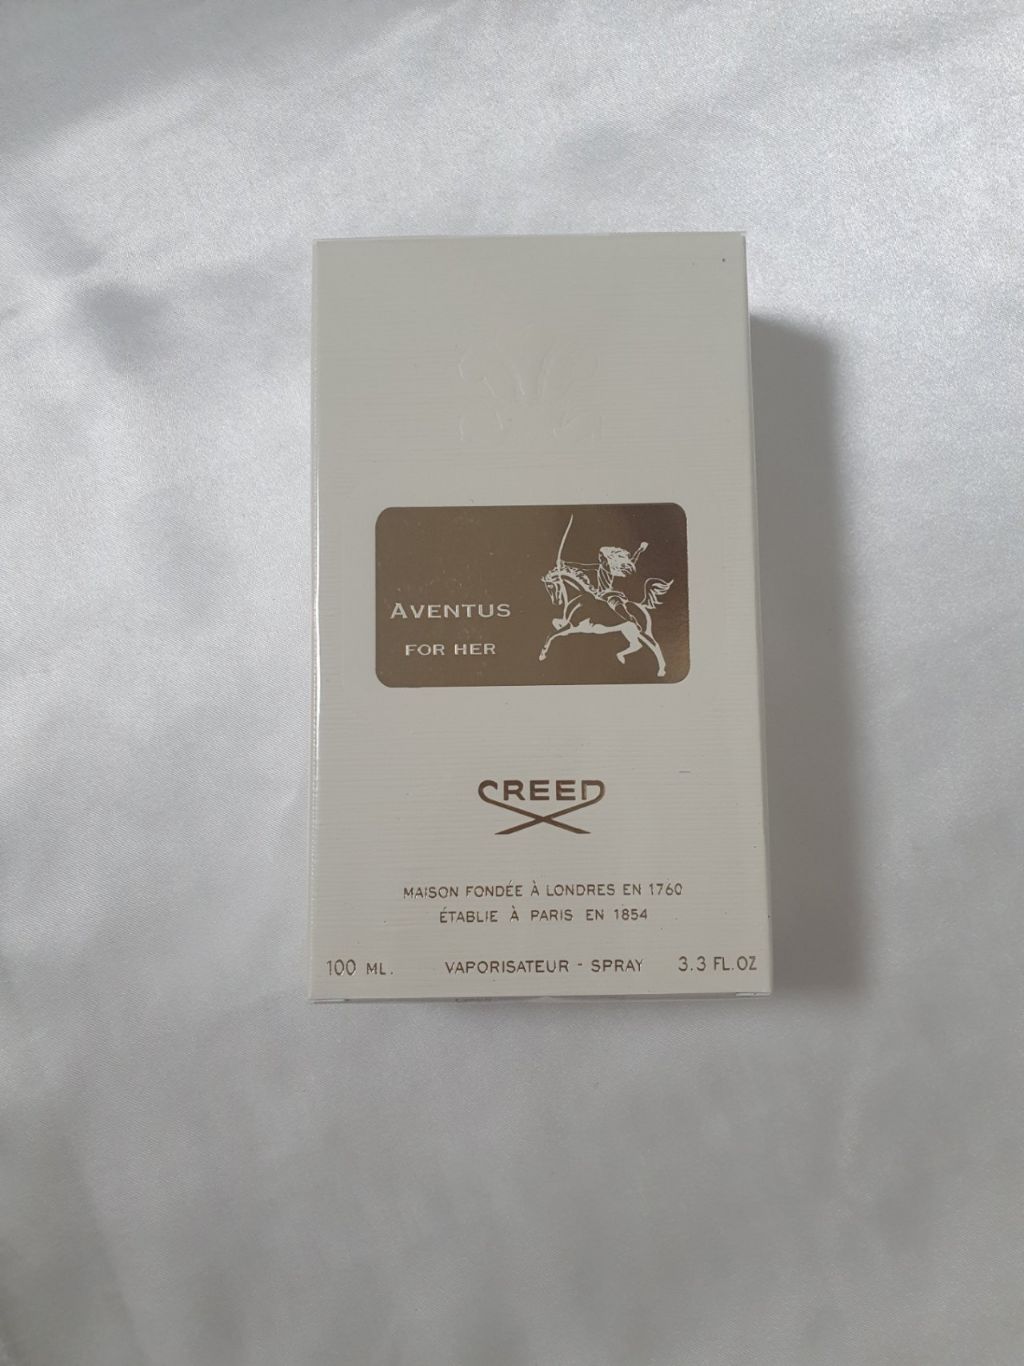 AVENTUS
FOR HER
CREED
MAISON FONDÉE À LONDRES EN 1760
ÉTABLIE À PARIS EN 1854
100 ML. VAPORISATEUR - SPRAY 3.3 FL.OZ